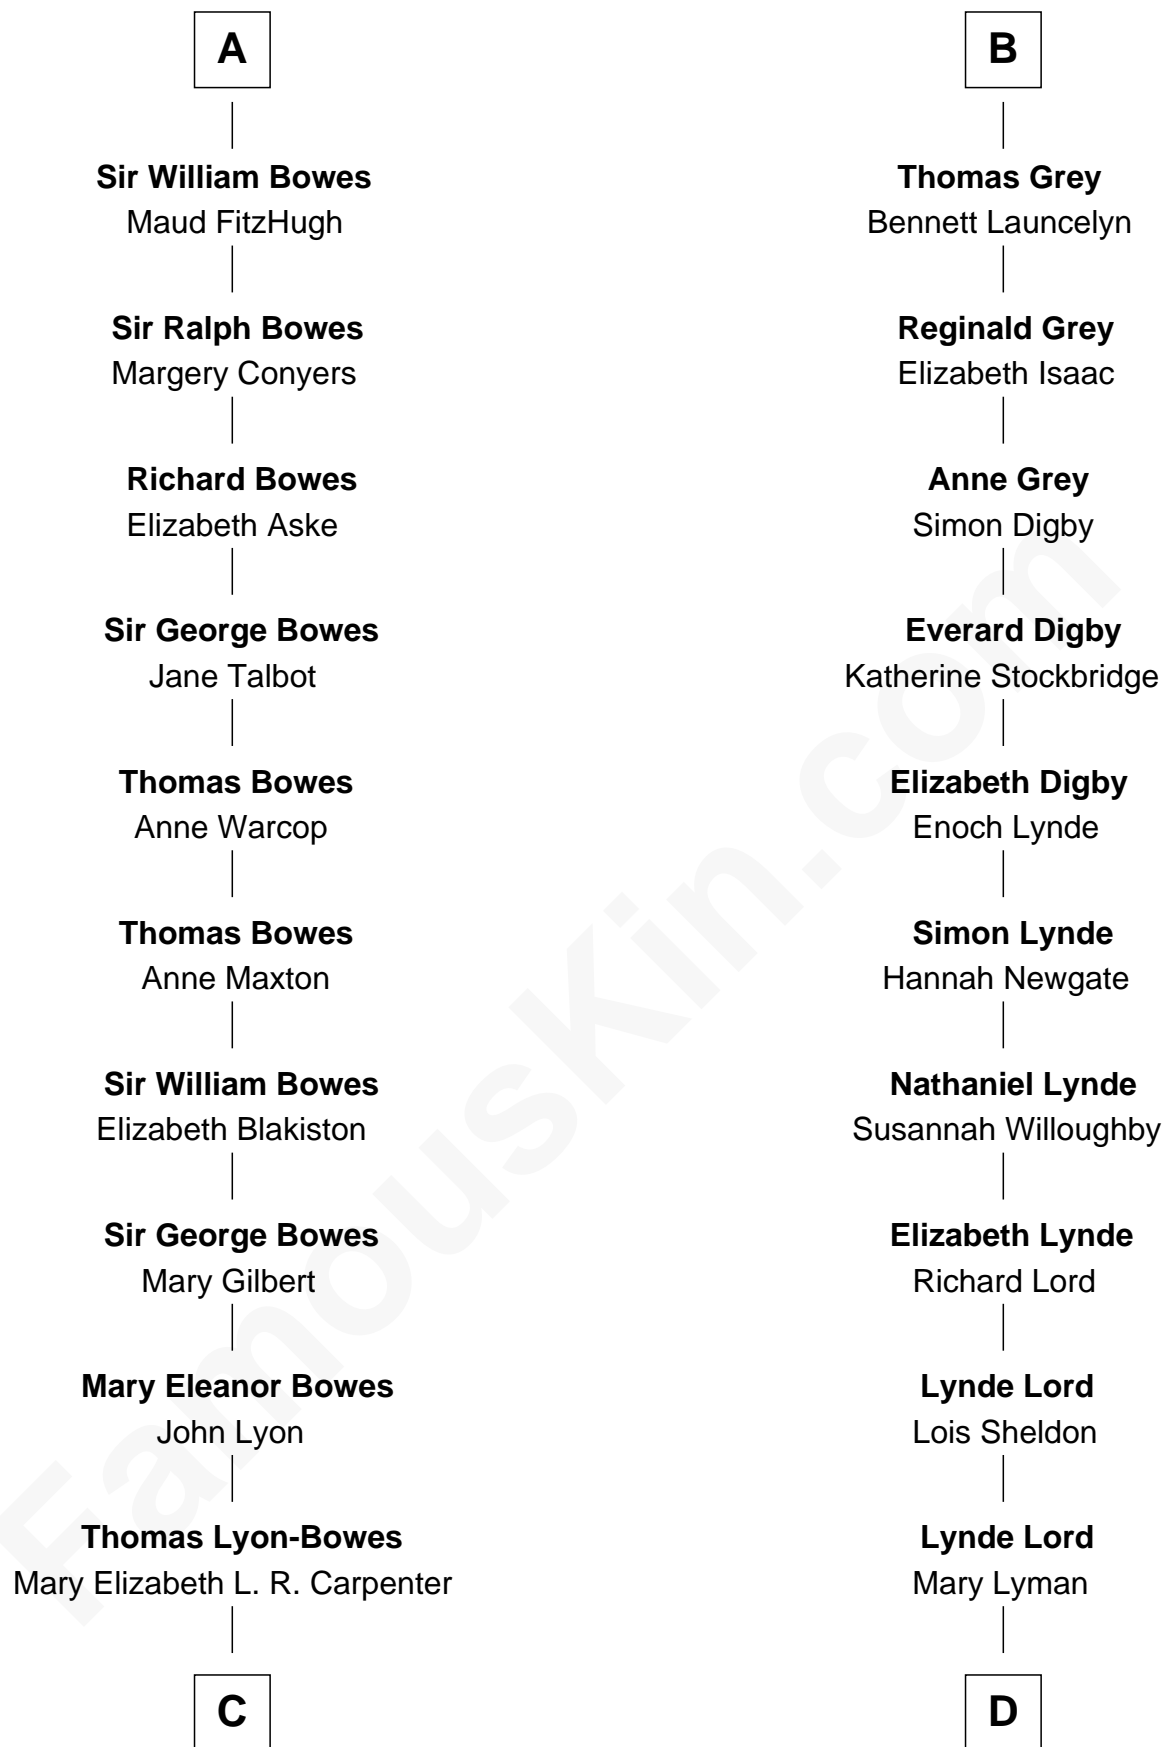 A
Sir William Bowes
Maud FitzHugh
Sir Ralph Bowes
Margery Conyers
Richard Bowes
Elizabeth Aske
Sir George Bowes
Jane Talbot
Thomas Bowes
Anne Warcop
Thomas Bowes
Anne Maxton
Sir William Bowes
Elizabeth Blakiston
Sir George Bowes
Mary Gilbert
Mary Eleanor Bowes
John Lyon
Thomas Lyon-Bowes
Mary Elizabeth L. R. Carpenter
C
B
Thomas Grey
Bennett Launcelyn
Reginald Grey
Elizabeth Isaac
Anne Grey
Simon Digby
Everard Digby
Katherine Stockbridge
Elizabeth Digby
Enoch Lynde
Simon Lynde
Hannah Newgate
Nathaniel Lynde
Susannah Willoughby
Elizabeth Lynde
Richard Lord
Lynde Lord
Lois Sheldon
Lynde Lord
Mary Lyman
D
FamousKin.com